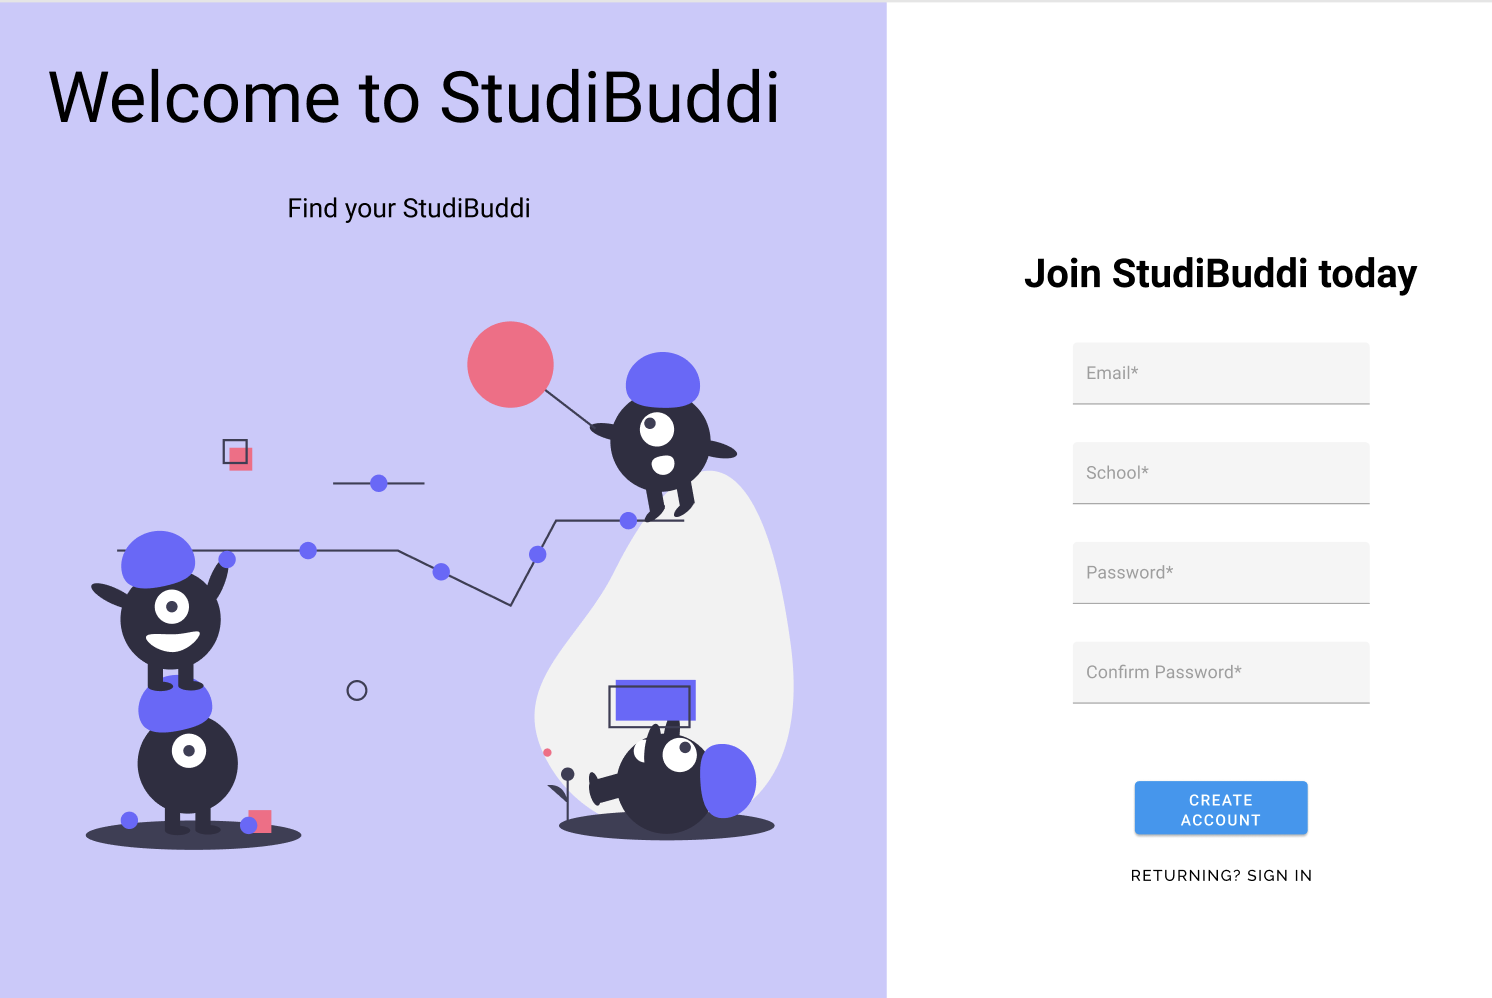 Welcome to StudiBuddi
Find your StudiBuddi
Join StudiBuddi today
Email*
School*
Password*
Confirm Password*
CREATE
ACCOUNT
RETURNING? SIGN IN